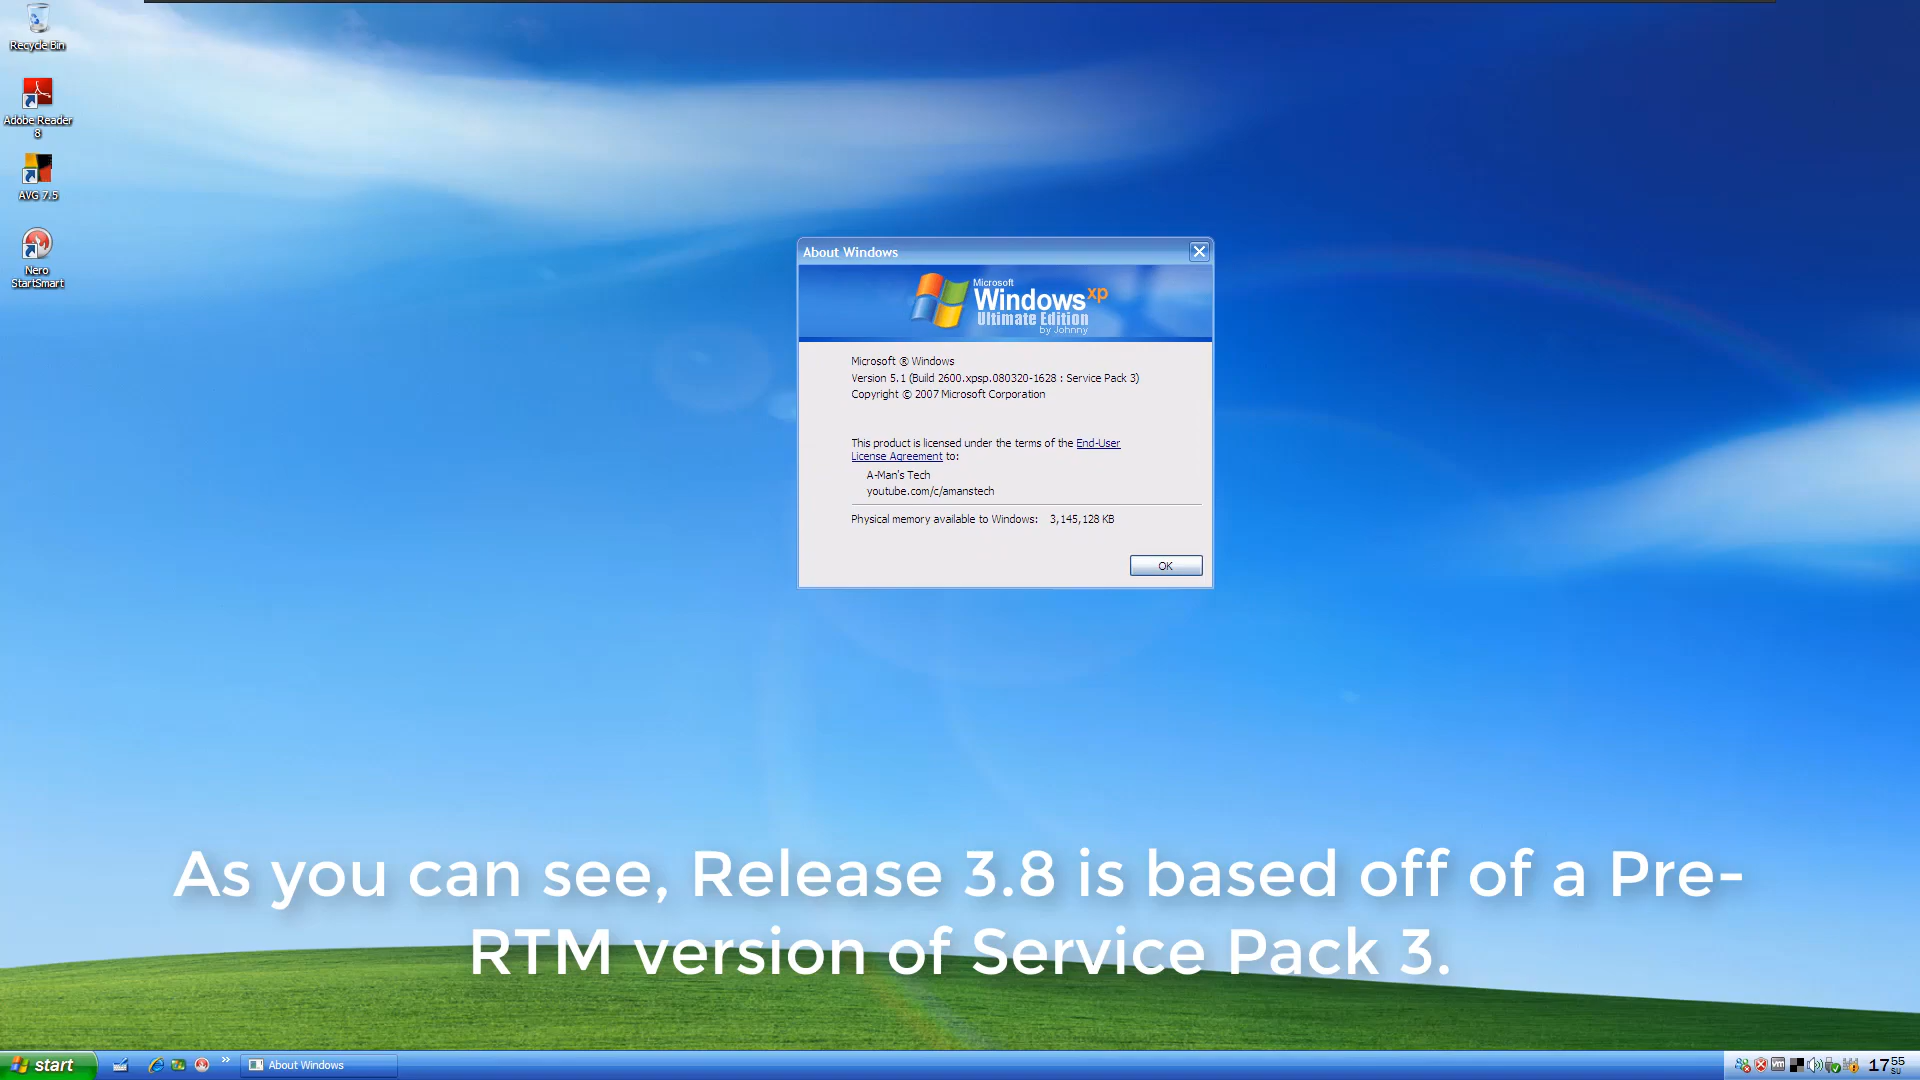 Recycle Bin
Adobe Reader
8
AVG 7.5
Nero
StartSmart
About Windows
Microsoft
Windows xp
Ultimate Edition
by Johnny
Microsoft ® Windows
Version 5.1 (Build 2600.xpsp.080320-1628 : Service Pack 3)
Copyright © 2007 Microsoft Corporation
This product is licensed under the terms of the End-User
License Agreement to:
A-Man's Tech
youtube.com/c/amanstech
Physical memory available to Windows: 3,145,128 KB
OK
As you can see, Release 3.8 is based off of a Pre-
RTM version of Service Pack 3.
start
About Windows
vm
17 55
SU